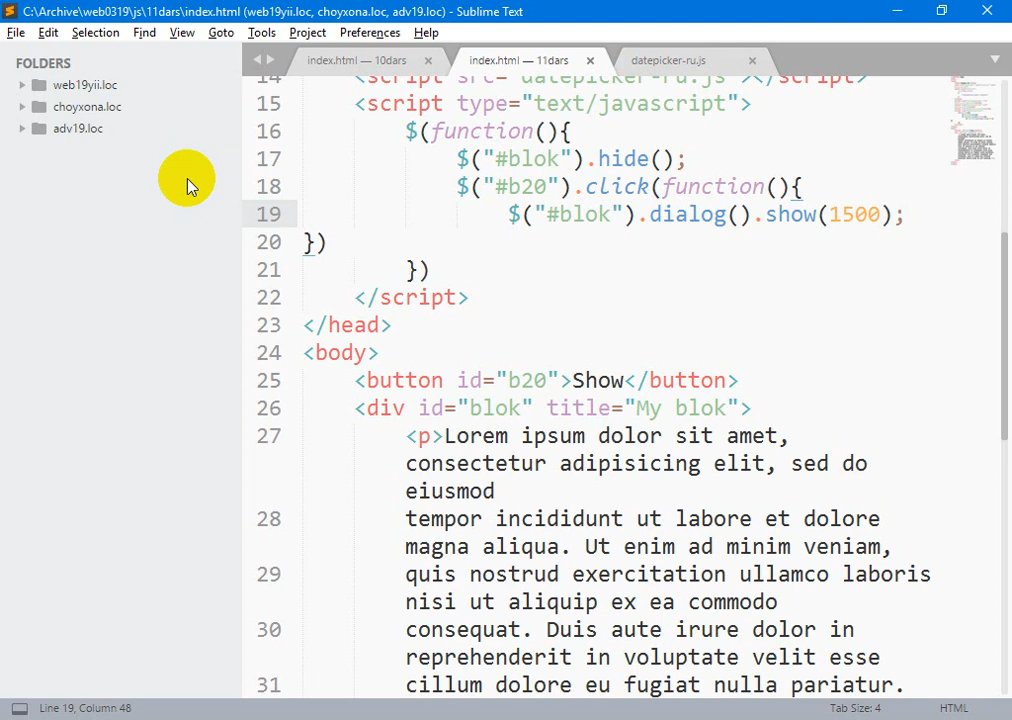 C:\Archive\web0319\js\11dars\index.html (web19yii.loc, choyxona.loc, adv19.loc) - Sublime Text
File Edit Selection Find View Goto Tools Project Preferences Help
FOLDERS
web19yii.loc
choyxona.loc
adv19.loc
index.html — 10dars
index.html — 11dars
datepicker-ru.js
14 <script src="datepicker-ru.js"></script>
15 <script type="text/javascript">
16 $(function(){
17 $("#blok").hide();
18 $("#b20").click(function(){
19 $("#blok").dialog().show(1500);
20 })
21 })
22 </script>
23 </head>
24 <body>
25 <button id="b20">Show</button>
26 <div id="blok" title="My blok">
27 <p>Lorem ipsum dolor sit amet,
consectetur adipisicing elit, sed do
eiusmod
28 tempor incididunt ut labore et dolore
magna aliqua. Ut enim ad minim veniam,
29 quis nostrud exercitation ullamco laboris
nisi ut aliquip ex ea commodo
30 consequat. Duis aute irure dolor in
reprehenderit in voluptate velit esse
31 cillum dolore eu fugiat nulla pariatur.
Line 19, Column 48
Tab Size: 4
HTML